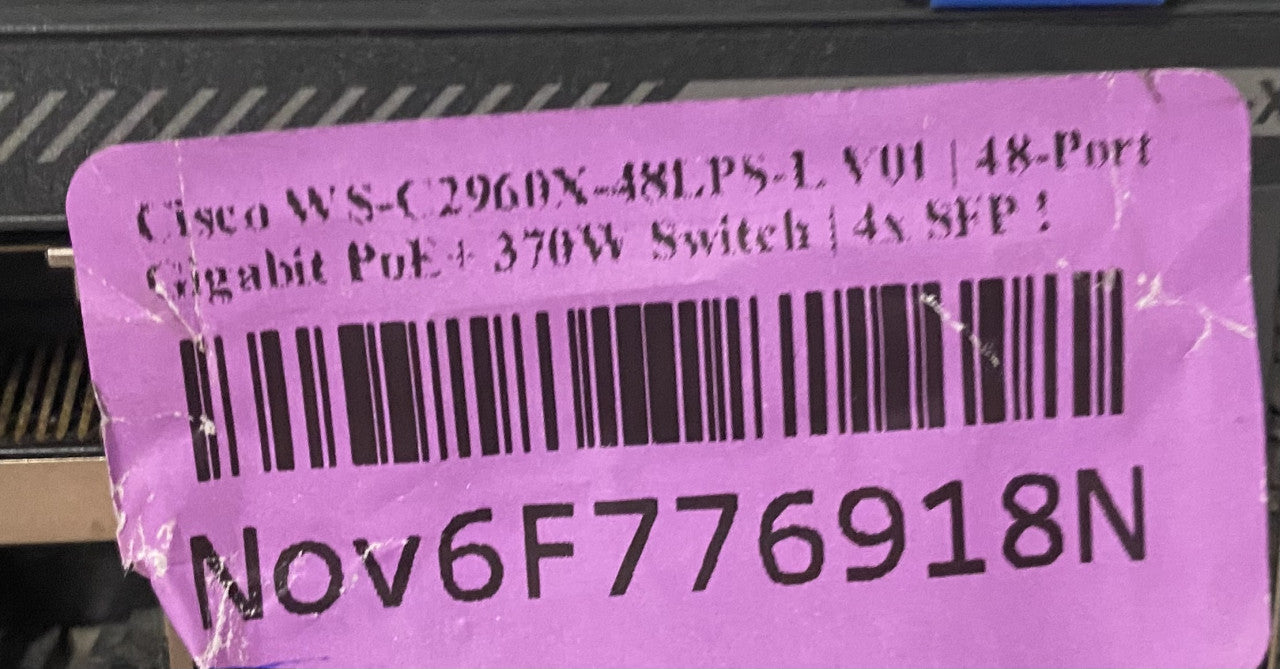 Cisco WS-C2960X-48LPS-L V01 | 48-Port
Gigabit PoE+ 370W Switch | 4x SFP !
Nov6F776918N